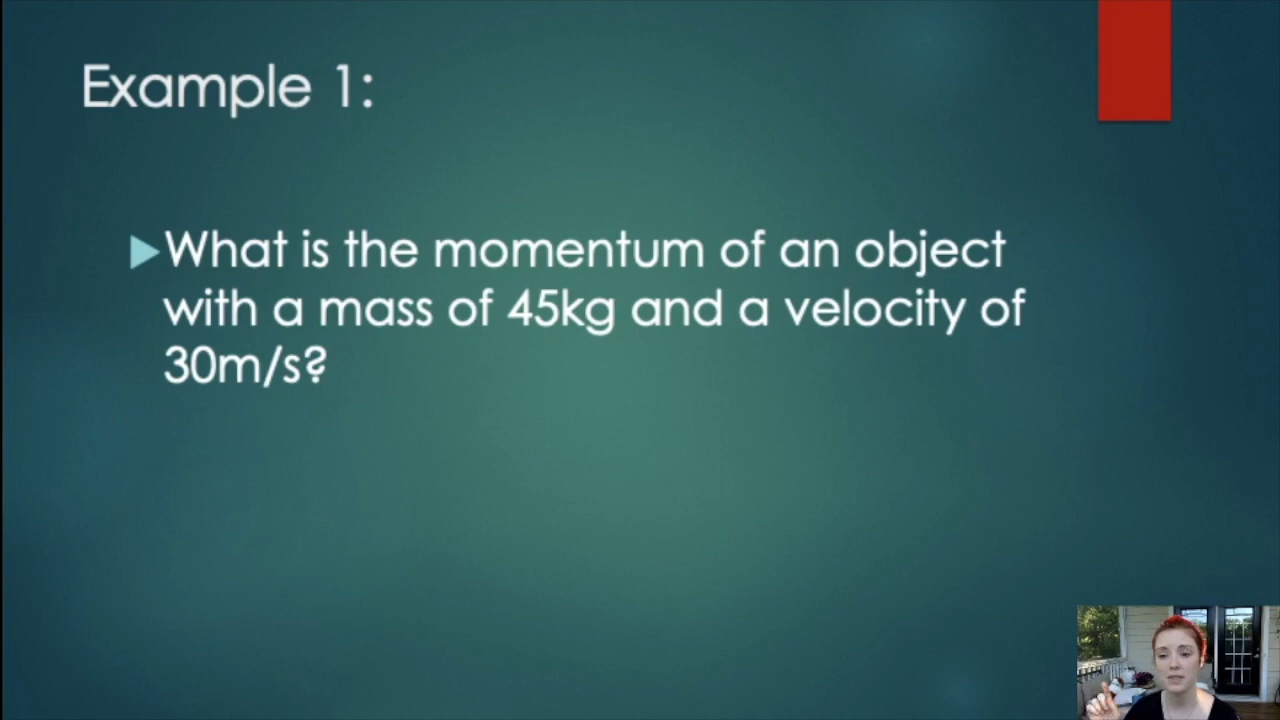 Example 1:
What is the momentum of an object
with a mass of 45kg and a velocity of
30m/s?